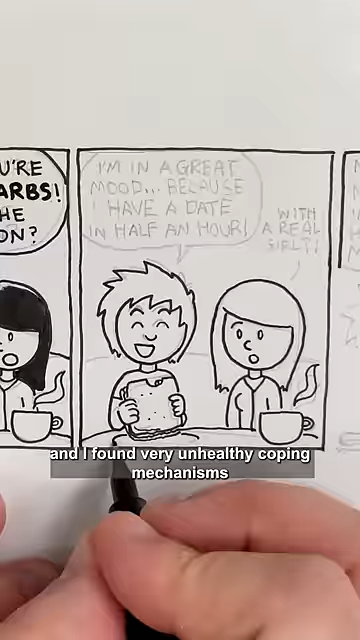 U'RE
ARBS!
HE
ON?
I'M IN A GREAT
MOOD... BECAUSE
I HAVE A DATE
IN HALF AN HOUR!
WITH
A REAL
GIRL?!
and I found very unhealthy coping
mechanisms